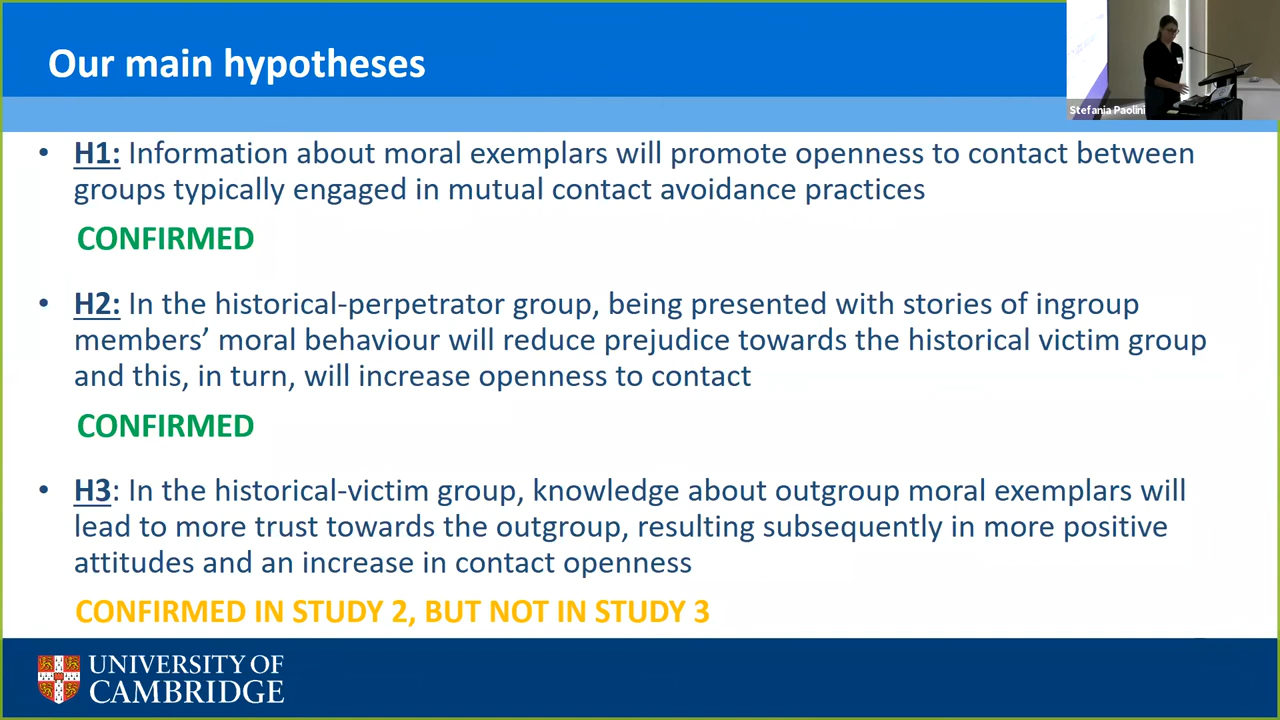 Our main hypotheses
Stefania Paolini
• H1: Information about moral exemplars will promote openness to contact between
groups typically engaged in mutual contact avoidance practices
CONFIRMED
• H2: In the historical-perpetrator group, being presented with stories of ingroup
members’ moral behaviour will reduce prejudice towards the historical victim group
and this, in turn, will increase openness to contact
CONFIRMED
• H3: In the historical-victim group, knowledge about outgroup moral exemplars will
lead to more trust towards the outgroup, resulting subsequently in more positive
attitudes and an increase in contact openness
CONFIRMED IN STUDY 2, BUT NOT IN STUDY 3
UNIVERSITY OF
CAMBRIDGE